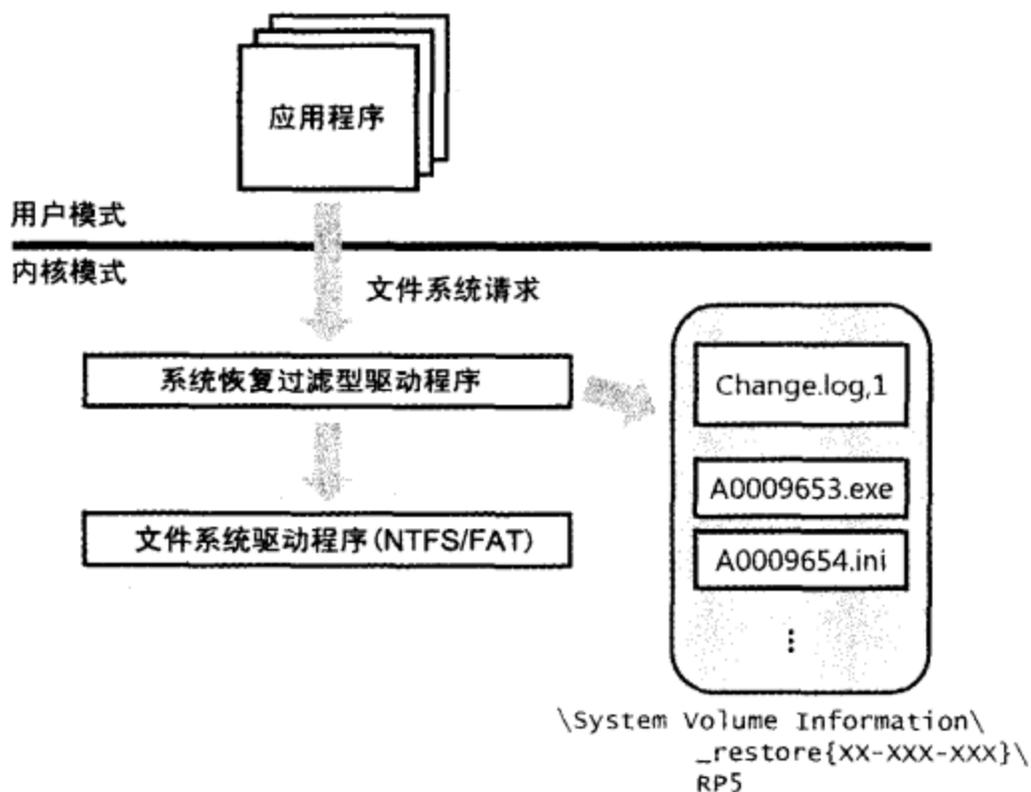 应用程序
用户模式
内核模式
文件系统请求
系统恢复过滤型驱动程序
Change.log,1
A0009653.exe
文件系统驱动程序(NTFS/FAT)
A0009654.ini
⋮
\System Volume Information\
_restore{XX-XXX-XXX}\
RP5